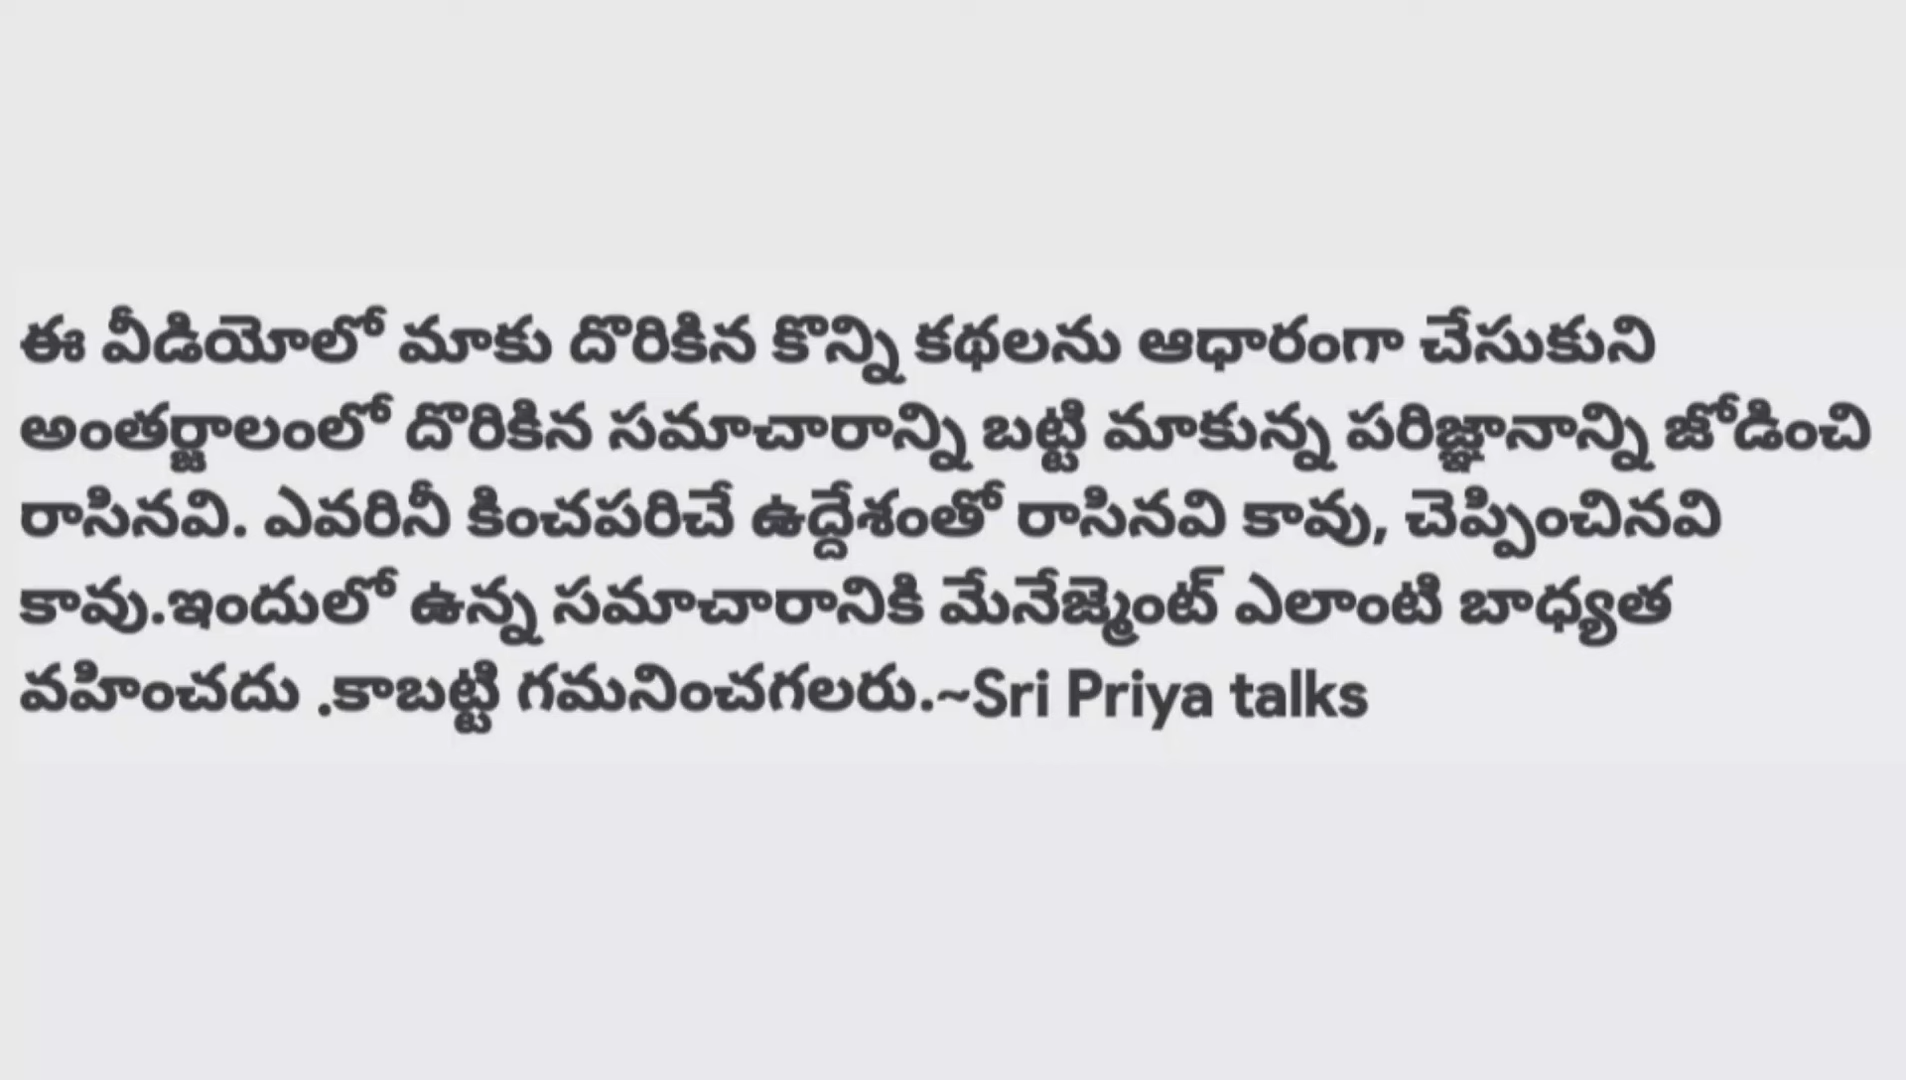 ఈ వీడియోలో మాకు దొరికిన కొన్ని కథలను ఆధారంగా చేసుకుని
అంతర్జాలంలో దొరికిన సమాచారాన్ని బట్టి మాకున్న పరిజ్ఞానాన్ని జోడించి
రాసినవి. ఎవరినీ కించపరిచే ఉద్దేశంతో రాసినవి కావు, చెప్పించినవి
కావు.ఇందులో ఉన్న సమాచారానికి మేనేజ్మెంట్ ఎలాంటి బాధ్యత
వహించదు .కాబట్టి గమనించగలరు.~Sri Priya talks